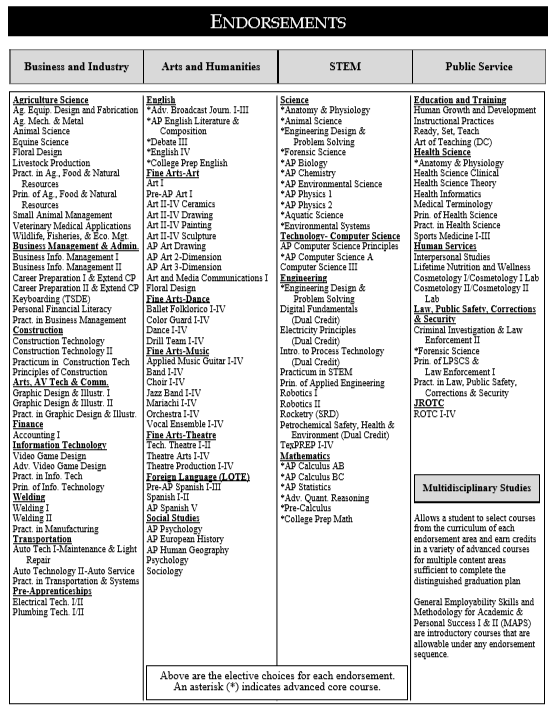 ENDORSEMENTS
Business and Industry
Agriculture Science
Ag. Equip. Design and Fabrication
Ag. Mech. & Metal
Animal Science
Equine Science
Floral Design
Livestock Production
Pract. in Ag., Food & Natural
Resources
Prin. of Ag., Food & Natural
Resources
Small Animal Management
Veterinary Medical Applications
Wildlife, Fisheries, & Eco. Mgt.
Business Management & Admin.
Business Info. Management I
Business Info. Management II
Career Preparation I & Extend CP
Career Preparation II & Extend CP
Keyboarding (TSDE)
Personal Financial Literacy
Pract. in Business Management
Construction
Construction Technology
Construction Technology II
Practicum in Construction Tech
Principles of Construction
Arts, AV Tech & Comm.
Graphic Design & Illustr. I
Graphic Design & Illustr. II
Pract. in Graphic Design & Illustr.
Finance
Accounting I
Information Technology
Video Game Design
Adv. Video Game Design
Pract. in Info. Tech
Prin. of Info. Technology
Welding
Welding I
Welding II
Pract. in Manufacturing
Transportation
Auto Tech I-Maintenance & Light
Repair
Auto Technology II-Auto Service
Pract. in Transportation & Systems
Pre-Apprenticeships
Electrical Tech. I/II
Plumbing Tech. I/II
Arts and Humanities
English
*Adv. Broadcast Journ. I-III
*AP English Literature &
Composition
*Debate III
*English IV
*College Prep English
Fine Arts-Art
Art I
Pre-AP Art I
Art II-IV Ceramics
Art II-IV Drawing
Art II-IV Painting
Art II-IV Sculpture
AP Art Drawing
AP Art 2-Dimension
AP Art 3-Dimension
Art and Media Communications I
Floral Design
Fine Arts-Dance
Ballet Folklorico I-IV
Color Guard I-IV
Dance I-IV
Drill Team I-IV
Fine Arts-Music
Applied Music Guitar I-IV
Band I-IV
Choir I-IV
Jazz Band I-IV
Mariachi I-IV
Orchestra I-IV
Vocal Ensemble I-IV
Fine Arts-Theatre
Tech. Theatre I-II
Theatre Arts I-IV
Theatre Production I-IV
Foreign Language (LOTE)
Pre-AP Spanish I-III
Spanish I-II
AP Spanish V
Social Studies
AP Psychology
AP European History
AP Human Geography
Psychology
Sociology
STEM
Science
*Anatomy & Physiology
*Animal Science
*Engineering Design &
Problem Solving
*Forensic Science
*AP Biology
*AP Chemistry
*AP Environmental Science
*AP Physics 1
*AP Physics 2
*Aquatic Science
*Environmental Systems
Technology- Computer Science
AP Computer Science Principles
*AP Computer Science A
Computer Science III
Engineering
*Engineering Design &
Problem Solving
Digital Fundamentals
(Dual Credit)
Electricity Principles
(Dual Credit)
Intro. to Process Technology
(Dual Credit)
Practicum in STEM
Prin. of Applied Engineering
Robotics I
Robotics II
Rocketry (SRD)
Petrochemical Safety, Health &
Environment (Dual Credit)
TexPREP I-IV
Mathematics
*AP Calculus AB
*AP Calculus BC
*AP Statistics
*Adv. Quant. Reasoning
*Pre-Calculus
*College Prep Math
Public Service
Education and Training
Human Growth and Development
Instructional Practices
Ready, Set, Teach
Art of Teaching (DC)
Health Science
*Anatomy & Physiology
Health Science Clinical
Health Science Theory
Health Informatics
Medical Terminology
Prin. of Health Science
Pract. in Health Science
Sports Medicine I-III
Human Services
Interpersonal Studies
Lifetime Nutrition and Wellness
Cosmetology I/Cosmetology I Lab
Cosmetology II/Cosmetology II
Lab
Law, Public Safety, Corrections
& Security
Criminal Investigation & Law
Enforcement II
*Forensic Science
Prin. of LPSCS &
Law Enforcement I
Pract. in Law, Public Safety,
Corrections & Security
JROTC
ROTC I-IV
Multidisciplinary Studies
Allows a student to select courses
from the curriculum of each
endorsement area and earn credits
in a variety of advanced courses
for multiple content areas
sufficient to complete the
distinguished graduation plan
General Employability Skills and
Methodology for Academic &
Personal Success I & II (MAPS)
are introductory courses that are
allowable under any endorsement
sequence.
Above are the elective choices for each endorsement.
An asterisk (*) indicates advanced core course.